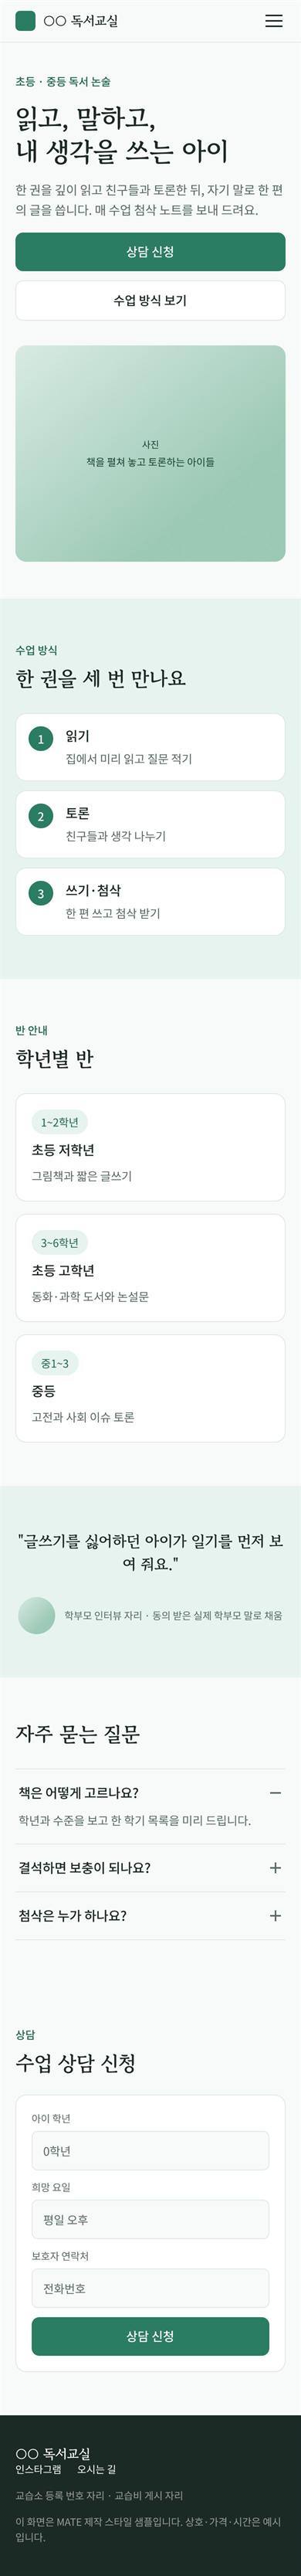 ○○ 독서교실
초등 · 중등 독서 논술
읽고, 말하고,
내 생각을 쓰는 아이
한 권을 깊이 읽고 친구들과 토론한 뒤, 자기 말로 한 편
의 글을 씁니다. 매 수업 첨삭 노트를 보내 드려요.
상담 신청
수업 방식 보기
사진
책을 펼쳐 놓고 토론하는 아이들
수업 방식
한 권을 세 번 만나요
1
읽기
집에서 미리 읽고 질문 적기
2
토론
친구들과 생각 나누기
3
쓰기·첨삭
한 편 쓰고 첨삭 받기
반 안내
학년별 반
1~2학년
초등 저학년
그림책과 짧은 글쓰기
3~6학년
초등 고학년
동화·과학 도서와 논설문
중1~3
중등
고전과 사회 이슈 토론
"글쓰기를 싫어하던 아이가 일기를 먼저 보
여 줘요."
학부모 인터뷰 자리 · 동의 받은 실제 학부모 말로 채움
자주 묻는 질문
책은 어떻게 고르나요?
학년과 수준을 보고 한 학기 목록을 미리 드립니다.
결석하면 보충이 되나요?
첨삭은 누가 하나요?
상담
수업 상담 신청
아이 학년
0학년
희망 요일
평일 오후
보호자 연락처
전화번호
상담 신청
○○ 독서교실
인스타그램 오시는 길
교습소 등록 번호 자리 · 교습비 게시 자리
이 화면은 MATE 제작 스타일 샘플입니다. 상호·가격·시간은 예시
입니다.